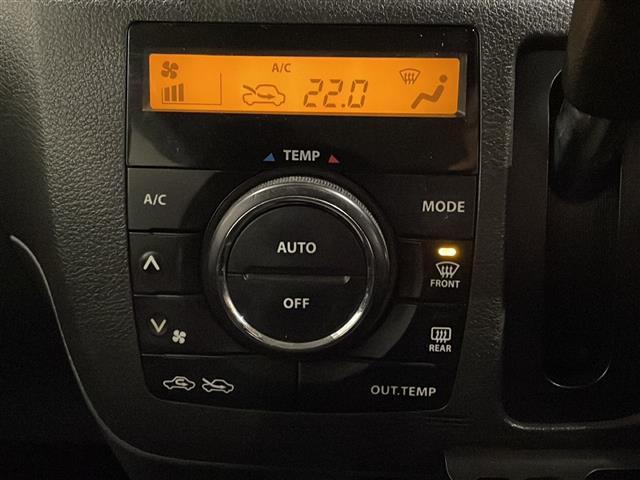 A/C
22.0
TEMP
A/C
MODE
AUTO
OFF
FRONT
REAR
OUT.TEMP